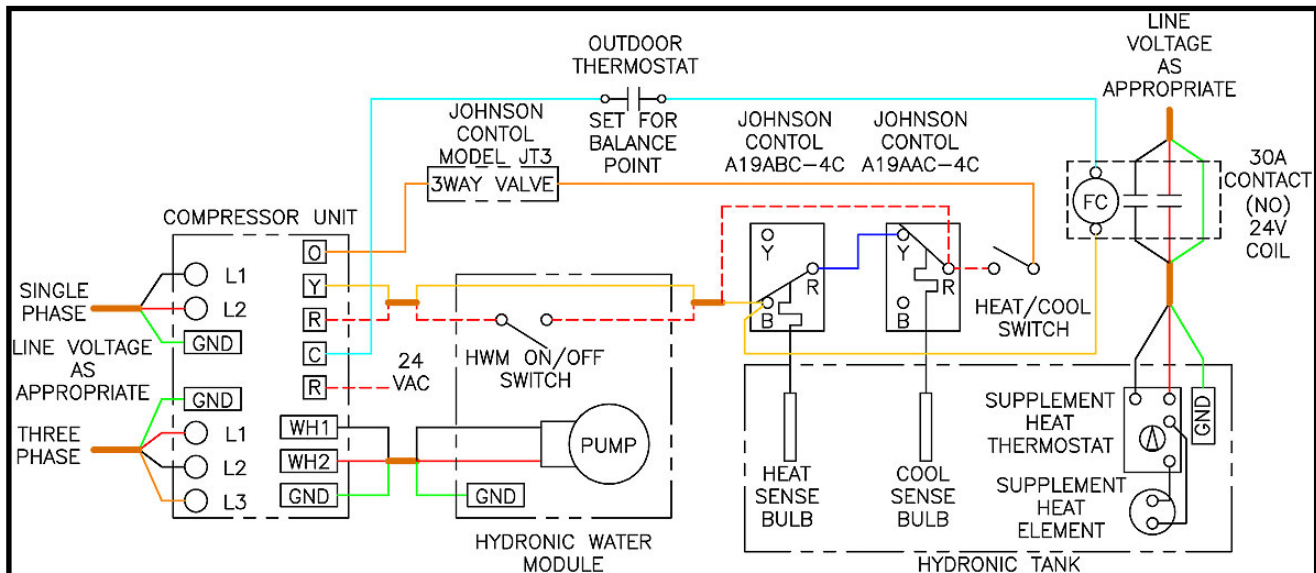 OUTDOOR
THERMOSTAT
SET FOR
BALANCE
POINT
JOHNSON
CONTOL
MODEL JT3
3WAY VALVE
JOHNSON
CONTOL
A19ABC-4C
JOHNSON
CONTOL
A19AAC-4C
LINE
VOLTAGE
AS
APPROPRIATE
30A
CONTACT
(NO)
24V
COIL
FC
COMPRESSOR UNIT
O
Y
R
C
R
24
VAC
L1
L2
GND
SINGLE
PHASE
LINE VOLTAGE
AS
APPROPRIATE
THREE
PHASE
GND
L1
L2
L3
WH1
WH2
GND
HWM ON/OFF
SWITCH
PUMP
GND
HYDRONIC WATER
MODULE
Y
R
B
Y
R
B
HEAT/COOL
SWITCH
HEAT
SENSE
BULB
COOL
SENSE
BULB
SUPPLEMENT
HEAT
THERMOSTAT
GND
SUPPLEMENT
HEAT
ELEMENT
HYDRONIC TANK